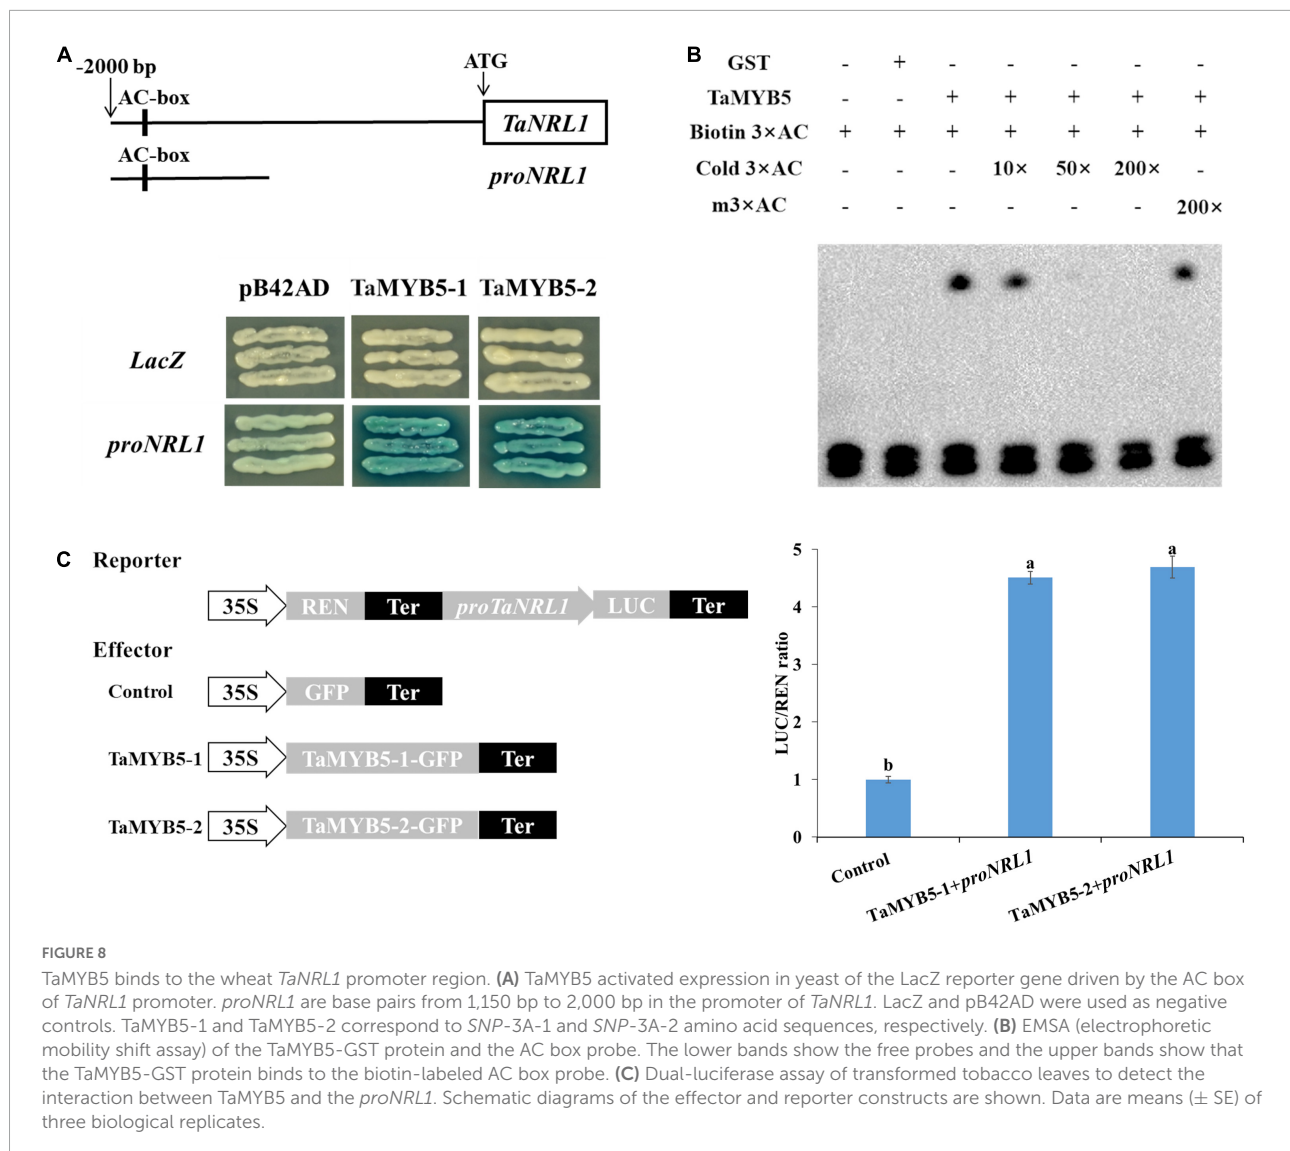 A
-2000 bp
ATG
AC-box
TaNRL1
AC-box
proNRL1
pB42AD TaMYB5-1 TaMYB5-2
LacZ
proNRL1
B
GST - + - - - - -
TaMYB5 - - + + + + +
Biotin 3×AC + + + + + + +
Cold 3×AC - - - 10× 50× 200× -
m3×AC - - - - - - 200×
C Reporter
35S REN Ter proTaNRL1 LUC Ter
Effector
Control 35S GFP Ter
TaMYB5-1 35S TaMYB5-1-GFP Ter
TaMYB5-2 35S TaMYB5-2-GFP Ter
LUC/REN ratio
5
4
3
2
1
0
b
a
a
Control
TaMYB5-1+proNRL1
TaMYB5-2+proNRL1
FIGURE 8
TaMYB5 binds to the wheat TaNRL1 promoter region. (A) TaMYB5 activated expression in yeast of the LacZ reporter gene driven by the AC box
of TaNRL1 promoter. proNRL1 are base pairs from 1,150 bp to 2,000 bp in the promoter of TaNRL1. LacZ and pB42AD were used as negative
controls. TaMYB5-1 and TaMYB5-2 correspond to SNP-3A-1 and SNP-3A-2 amino acid sequences, respectively. (B) EMSA (electrophoretic
mobility shift assay) of the TaMYB5-GST protein and the AC box probe. The lower bands show the free probes and the upper bands show that
the TaMYB5-GST protein binds to the biotin-labeled AC box probe. (C) Dual-luciferase assay of transformed tobacco leaves to detect the
interaction between TaMYB5 and the proNRL1. Schematic diagrams of the effector and reporter constructs are shown. Data are means (± SE) of
three biological replicates.